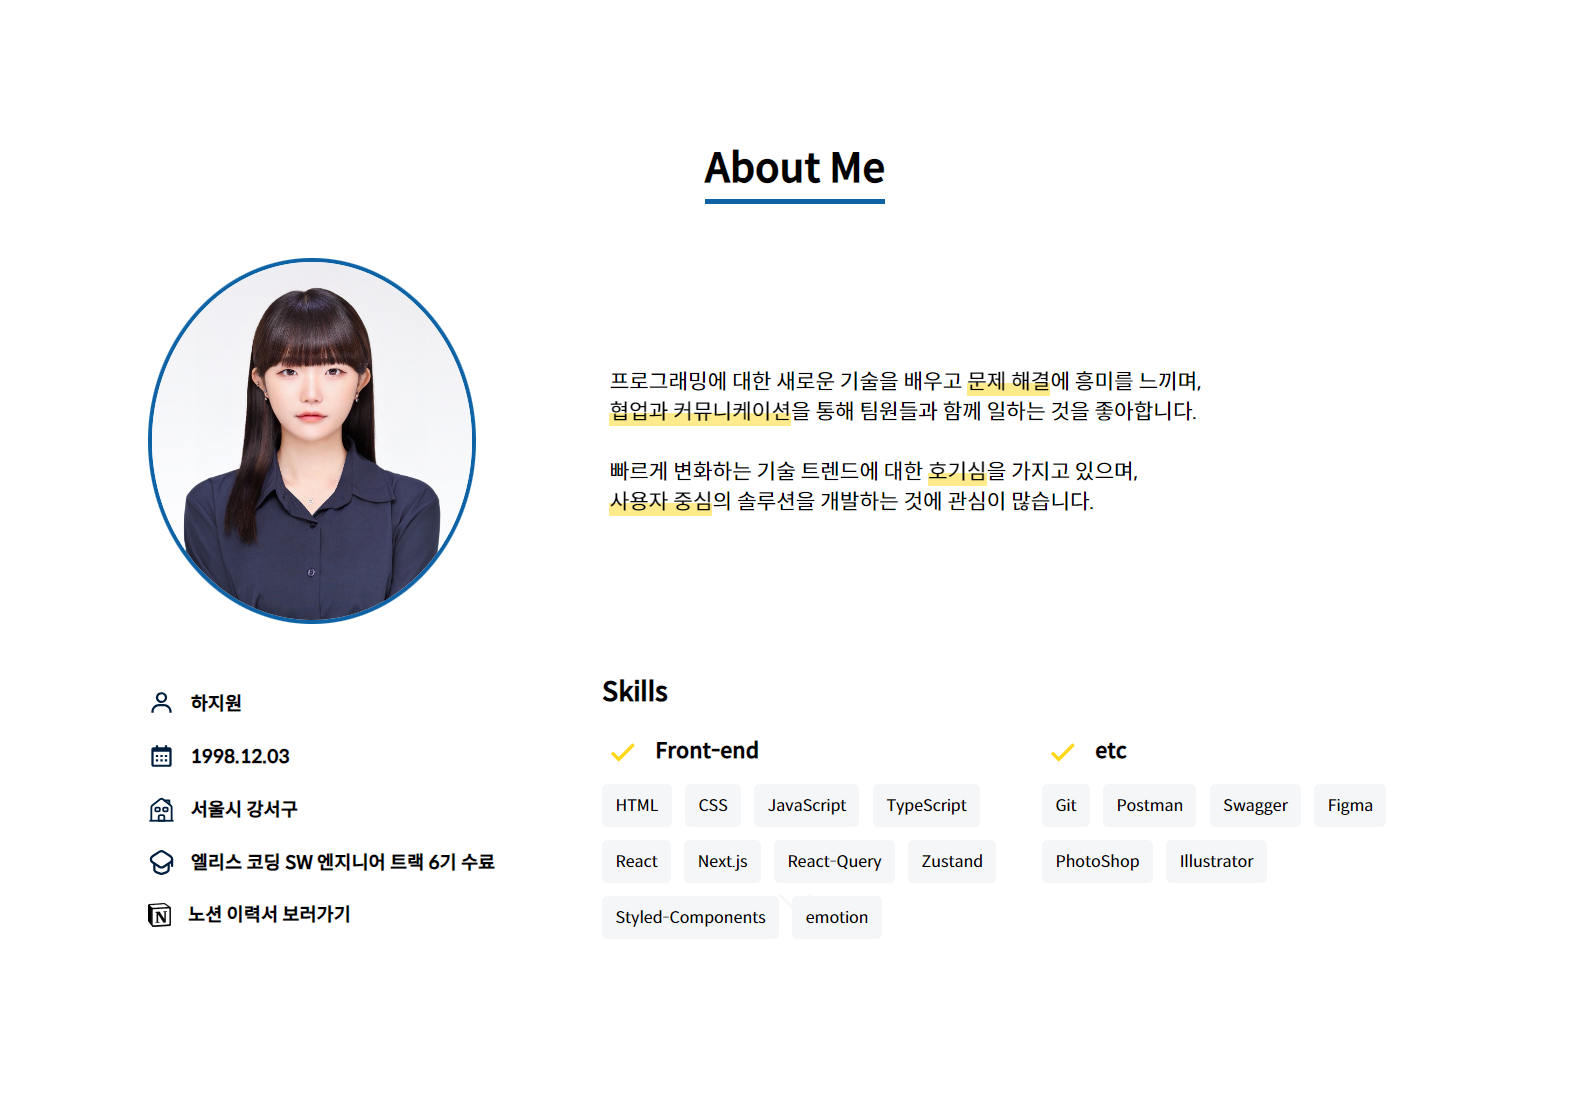 About Me
프로그래밍에 대한 새로운 기술을 배우고 문제 해결에 흥미를 느끼며,
협업과 커뮤니케이션을 통해 팀원들과 함께 일하는 것을 좋아합니다.
빠르게 변화하는 기술 트렌드에 대한 호기심을 가지고 있으며,
사용자 중심의 솔루션을 개발하는 것에 관심이 많습니다.
하지원
1998.12.03
서울시 강서구
엘리스 코딩 SW 엔지니어 트랙 6기 수료
N 노션 이력서 보러가기
Skills
Front-end
HTML CSS JavaScript TypeScript
React Next.js React-Query Zustand
Styled-Components emotion
etc
Git Postman Swagger Figma
PhotoShop Illustrator